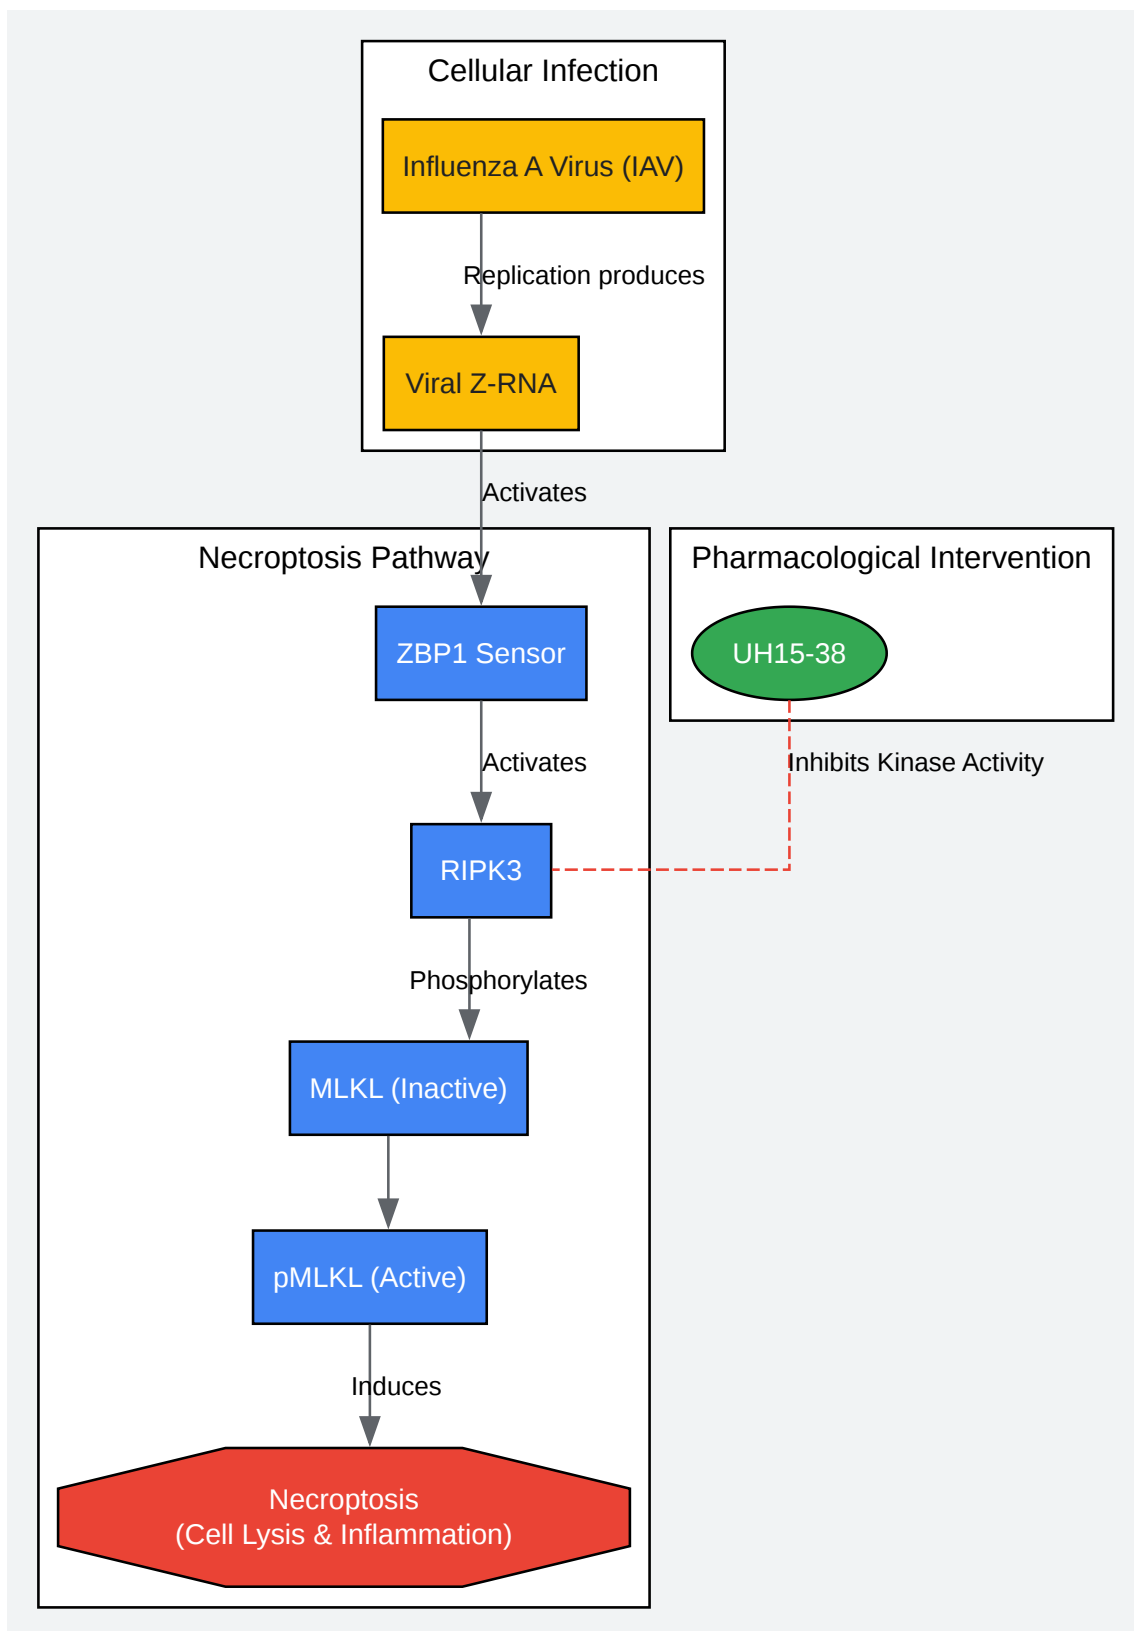 Cellular Infection
Influenza A Virus (IAV)
Replication produces
Viral Z-RNA
Activates
Necroptosis Pathway
Pharmacological Intervention
ZBP1 Sensor
UH15-38
Activates
Inhibits Kinase Activity
RIPK3
Phosphorylates
MLKL (Inactive)
pMLKL (Active)
Induces
Necroptosis
(Cell Lysis & Inflammation)